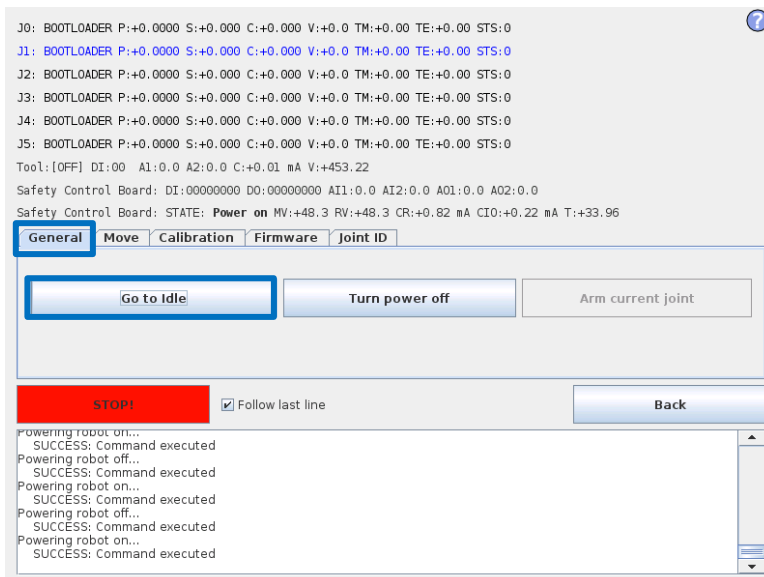 J0: BOOTLOADER P:+0.0000 S:+0.000 C:+0.000 V:+0.0 TM:+0.00 TE:+0.00 STS:0
J1: BOOTLOADER P:+0.0000 S:+0.000 C:+0.000 V:+0.0 TM:+0.00 TE:+0.00 STS:0
J2: BOOTLOADER P:+0.0000 S:+0.000 C:+0.000 V:+0.0 TM:+0.00 TE:+0.00 STS:0
J3: BOOTLOADER P:+0.0000 S:+0.000 C:+0.000 V:+0.0 TM:+0.00 TE:+0.00 STS:0
J4: BOOTLOADER P:+0.0000 S:+0.000 C:+0.000 V:+0.0 TM:+0.00 TE:+0.00 STS:0
J5: BOOTLOADER P:+0.0000 S:+0.000 C:+0.000 V:+0.0 TM:+0.00 TE:+0.00 STS:0
Tool:[OFF] DI:00 A1:0.0 A2:0.0 C:+0.01 mA V:+453.22
Safety Control Board: DI:00000000 DO:00000000 AI1:0.0 AI2:0.0 AO1:0.0 AO2:0.0
Safety Control Board: STATE: Power on MV:+48.3 RV:+48.3 CR:+0.82 mA CIO:+0.22 mA T:+33.96
General Move Calibration Firmware Joint ID
Go to Idle Turn power off Arm current joint
STOP! Follow last line Back
Powering robot on...
SUCCESS: Command executed
Powering robot off...
SUCCESS: Command executed
Powering robot on...
SUCCESS: Command executed
Powering robot off...
SUCCESS: Command executed
Powering robot on...
SUCCESS: Command executed